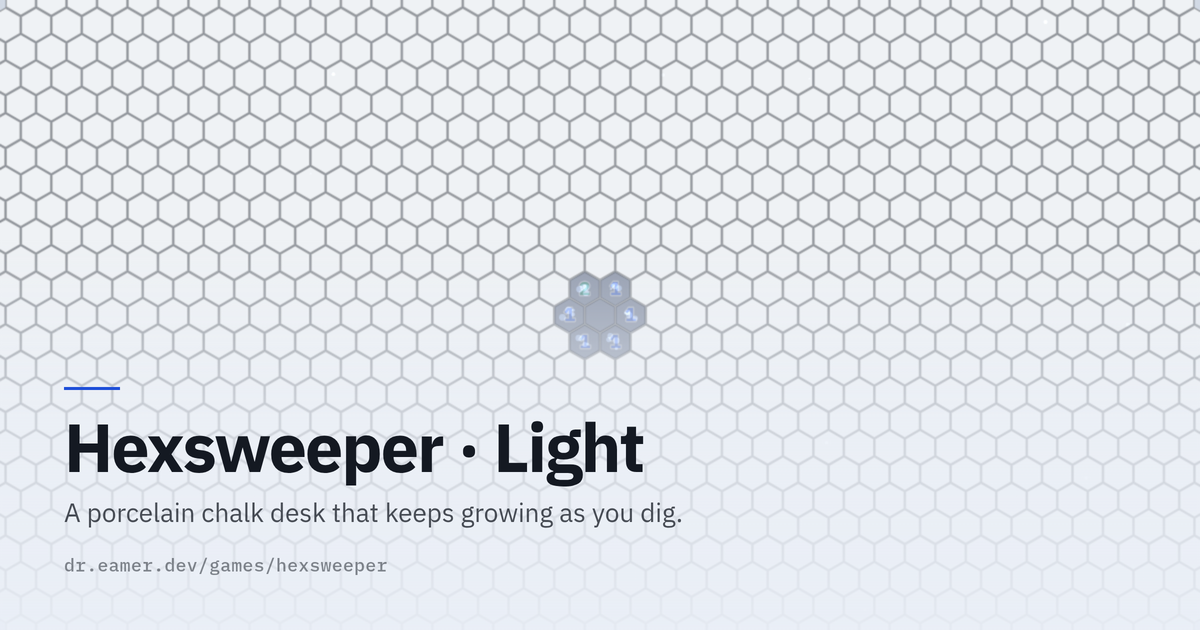 Hexsweeper · Light
A porcelain chalk desk that keeps growing as you dig.
dr.eamer.dev/games/hexsweeper